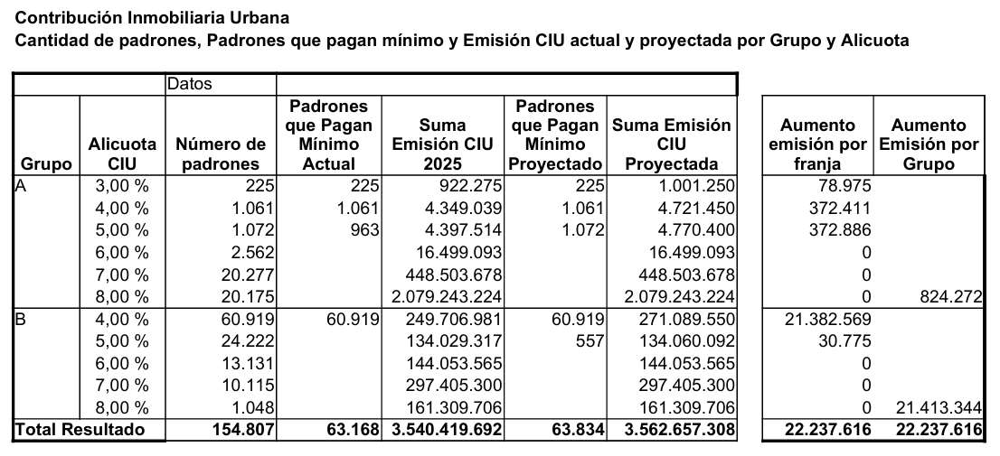 Contribución Inmobiliaria Urbana
Cantidad de padrones, Padrones que pagan mínimo y Emisión CIU actual y proyectada por Grupo y Alicuota
Datos
Grupo Alicuota CIU Número de padrones Padrones que Pagan Mínimo Actual Suma Emisión CIU 2025 Padrones que Pagan Mínimo Proyectado Suma Emisión CIU Proyectada Aumento emisión por franja Aumento Emisión por Grupo
A 3,00 % 225 225 922.275 225 1.001.250 78.975
4,00 % 1.061 1.061 4.349.039 1.061 4.721.450 372.411
5,00 % 1.072 963 4.397.514 1.072 4.770.400 372.886
6,00 % 2.562 16.499.093 16.499.093 0
7,00 % 20.277 448.503.678 448.503.678 0
8,00 % 20.175 2.079.243.224 2.079.243.224 0 824.272
B 4,00 % 60.919 60.919 249.706.981 60.919 271.089.550 21.382.569
5,00 % 24.222 134.029.317 557 134.060.092 30.775
6,00 % 13.131 144.053.565 144.053.565 0
7,00 % 10.115 297.405.300 297.405.300 0
8,00 % 1.048 161.309.706 161.309.706 0 21.413.344
Total Resultado 154.807 63.168 3.540.419.692 63.834 3.562.657.308 22.237.616 22.237.616